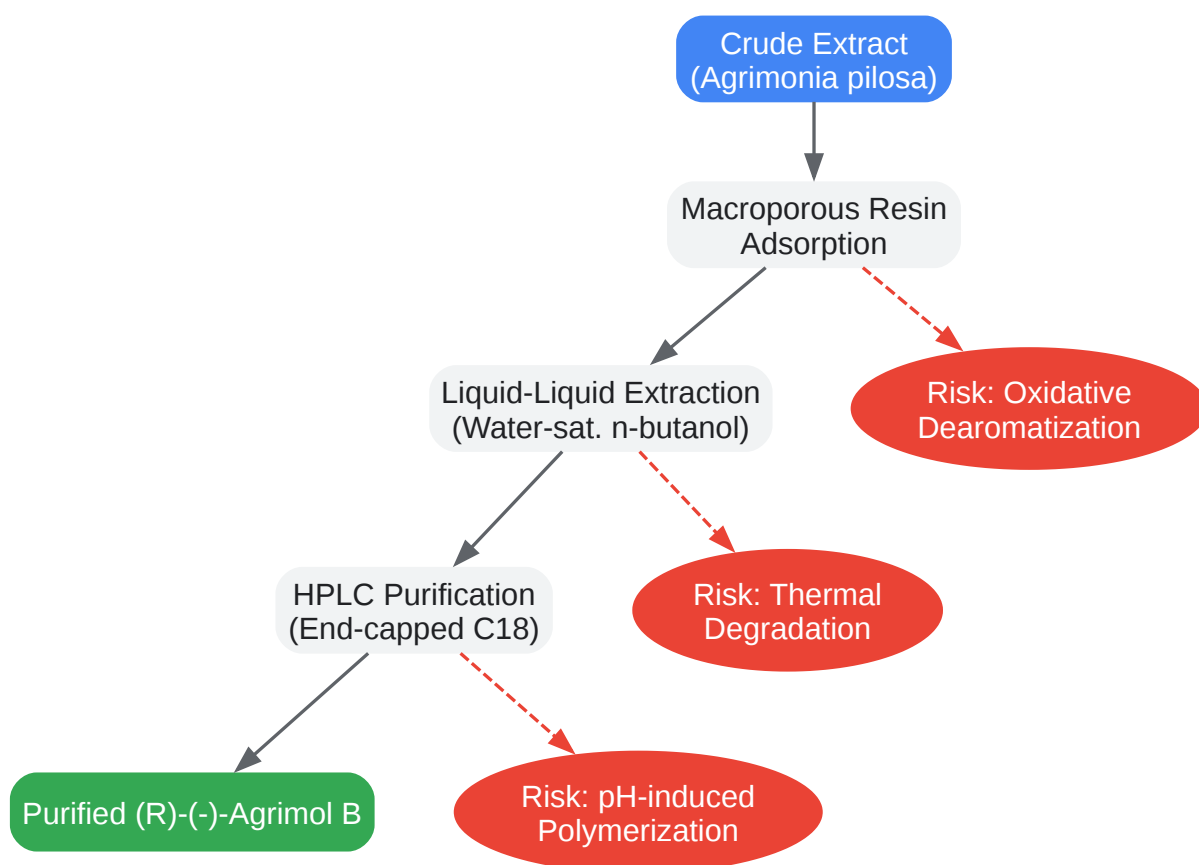 Crude Extract
(Agrimonia pilosa)
Macroporous Resin
Adsorption
Liquid-Liquid Extraction
(Water-sat. n-butanol)
Risk: Oxidative
Dearomatization
HPLC Purification
(End-capped C18)
Risk: Thermal
Degradation
Purified (R)-(-)-Agrimol B
Risk: pH-induced
Polymerization